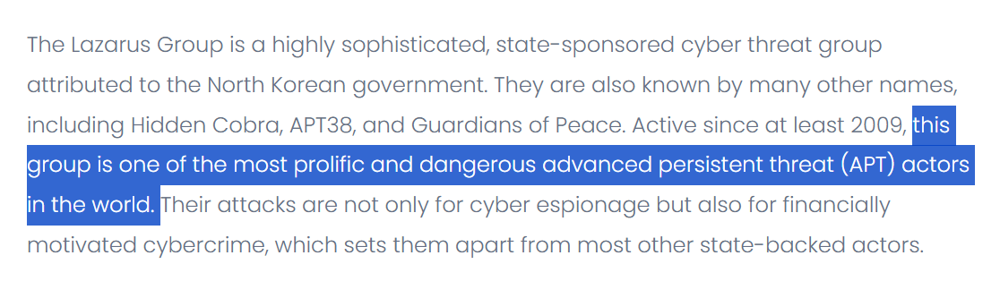 The Lazarus Group is a highly sophisticated, state-sponsored cyber threat group
attributed to the North Korean government. They are also known by many other names,
including Hidden Cobra, APT38, and Guardians of Peace. Active since at least 2009, this
group is one of the most prolific and dangerous advanced persistent threat (APT) actors
in the world. Their attacks are not only for cyber espionage but also for financially
motivated cybercrime, which sets them apart from most other state-backed actors.